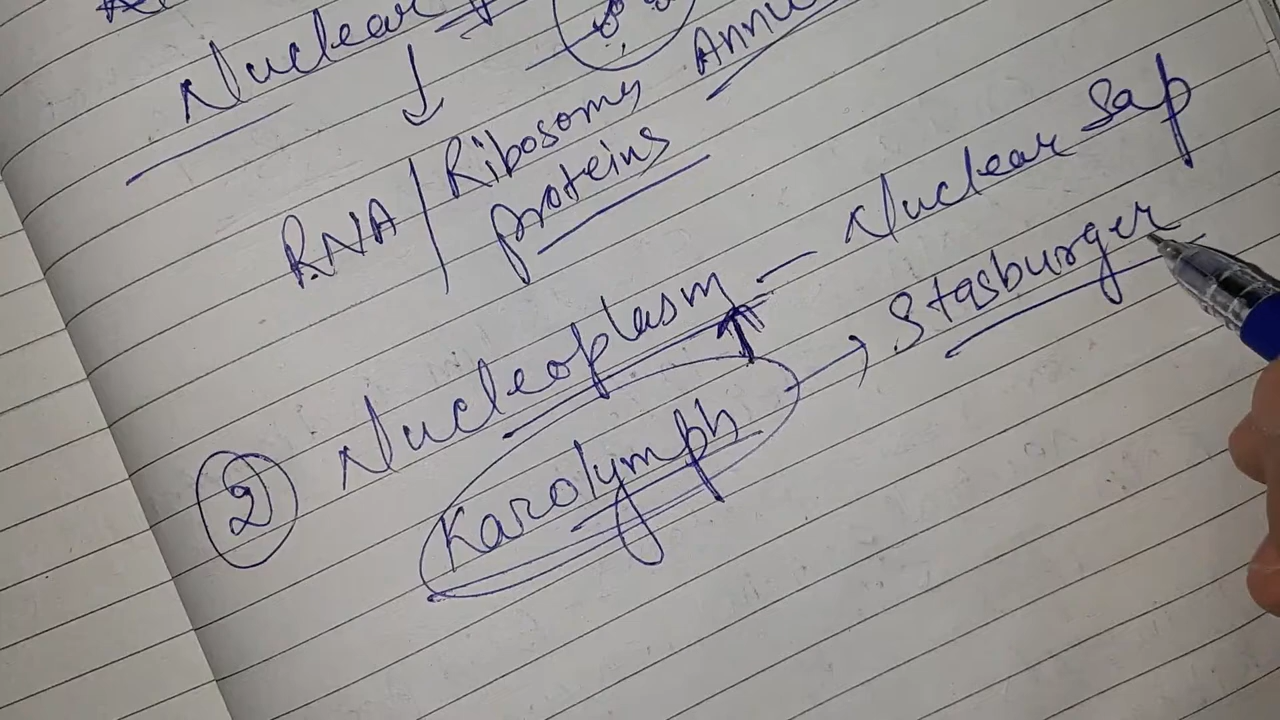 Nuclear
RNA / Ribosomy
proteins
② Nucleoplasm - Nuclear Sap
Karolymph → Stasburger